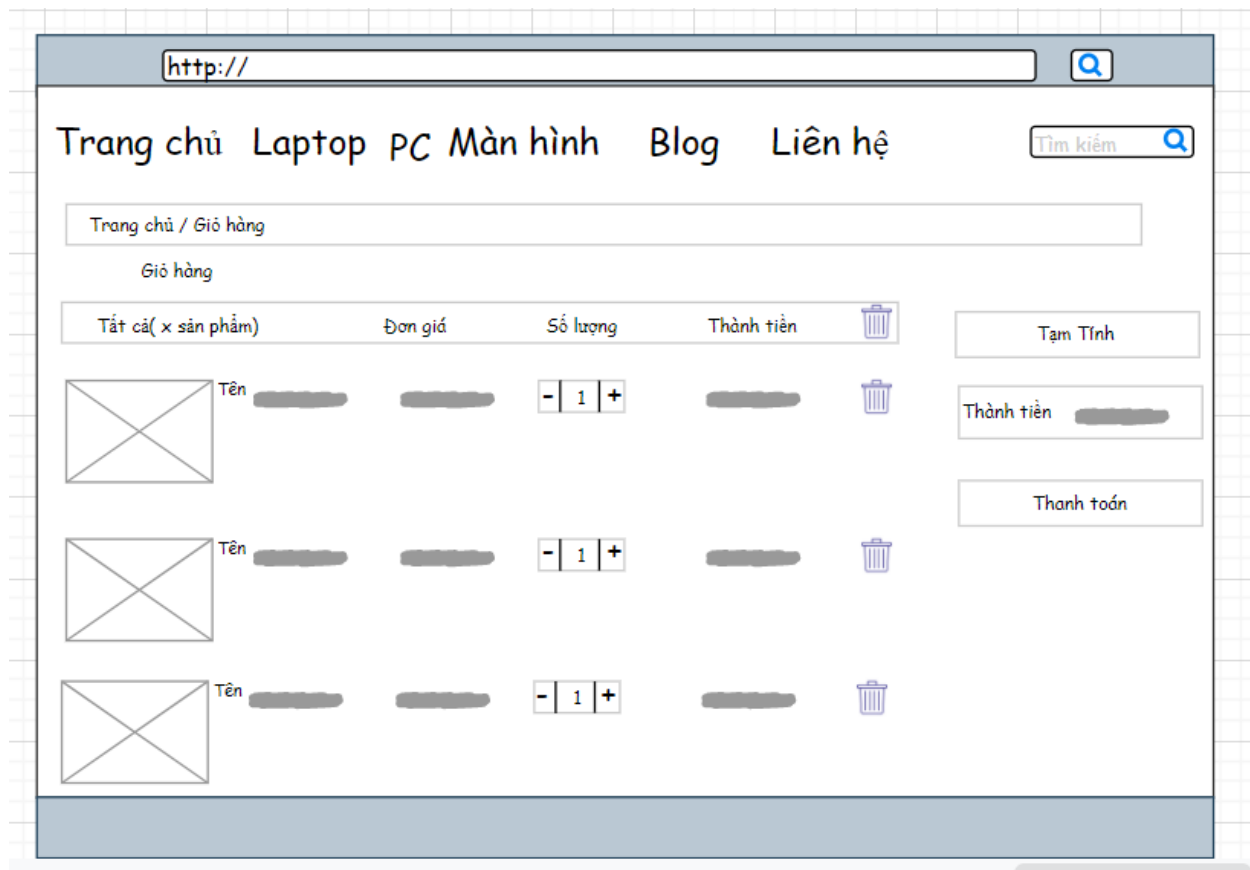 http://
Trang chủ Laptop PC Màn hình Blog Liên hệ Tìm kiếm
Trang chủ / Giỏ hàng
Giỏ hàng
Tất cả( x sản phẩm) Đơn giá Số lượng Thành tiền
Tạm Tính
Tên - 1 +
Thành tiền
Thanh toán
Tên - 1 +
Tên - 1 +